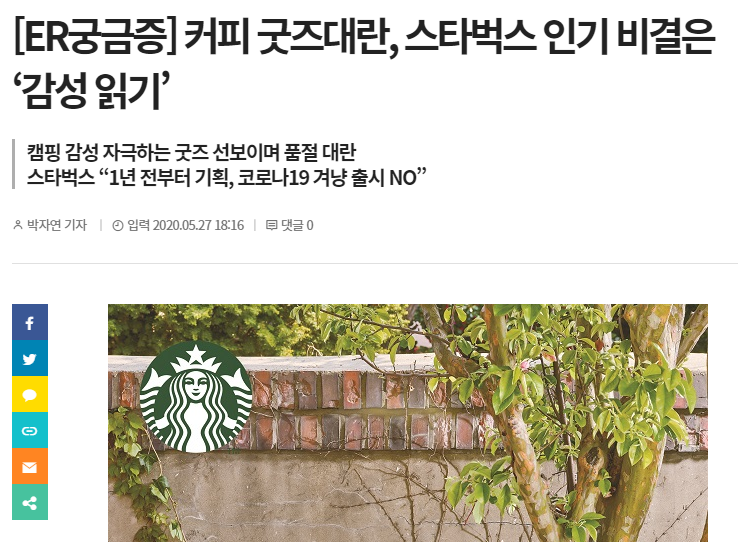 [ER궁금증] 커피 굿즈대란, 스타벅스 인기 비결은
‘감성 읽기’
캠핑 감성 자극하는 굿즈 선보이며 품절 대란
스타벅스 “1년 전부터 기획, 코로나19 겨냥 출시 NO”
박자연 기자 | 입력 2020.05.27 18:16 | 댓글 0